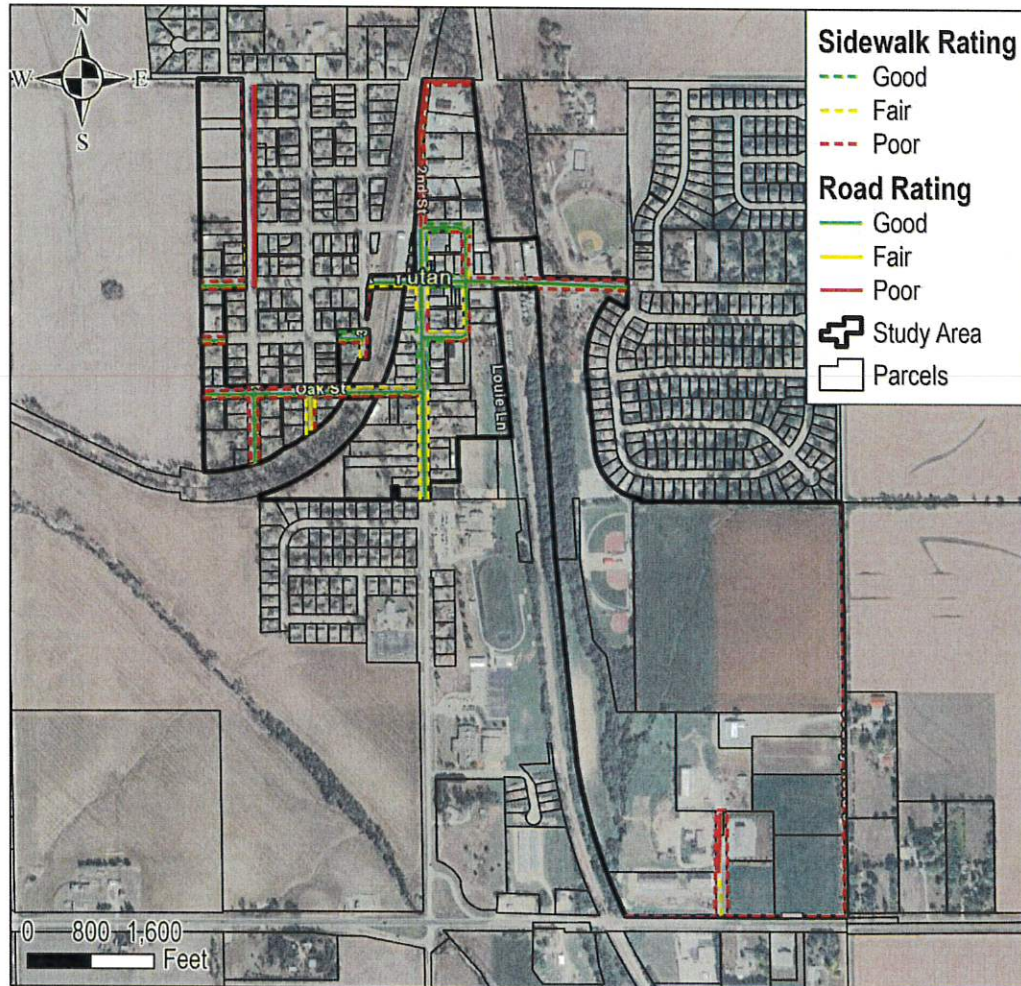 N
W E
S
Sidewalk Rating
Good
Fair
Poor
Road Rating
Good
Fair
Poor
Study Area
Parcels
2nd St
Rutan
3
Oak St
Louie Ln
0 800 1,600
Feet